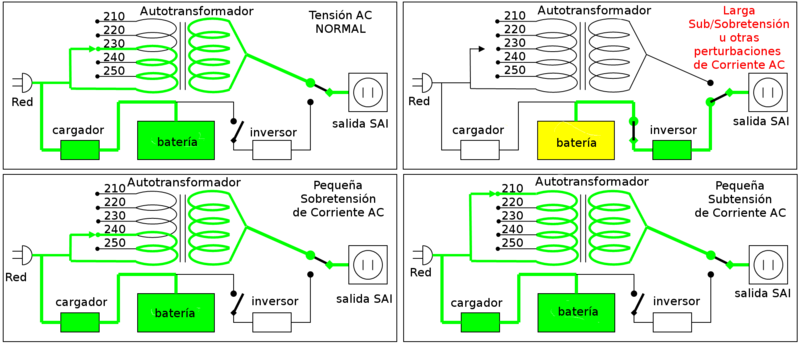 Autotransformador
Tensión AC
NORMAL
210
220
230
240
250
Red
cargador
batería
inversor
salida SAI
Autotransformador
Larga
Sub/Sobretensión
u otras
perturbaciones
de Corriente AC
210
220
230
240
250
Red
cargador
batería
inversor
salida SAI
Autotransformador
Pequeña
Sobretensión
de Corriente AC
210
220
230
240
250
Red
cargador
batería
inversor
salida SAI
Autotransformador
Pequeña
Subtensión
de Corriente AC
210
220
230
240
250
Red
cargador
batería
inversor
salida SAI